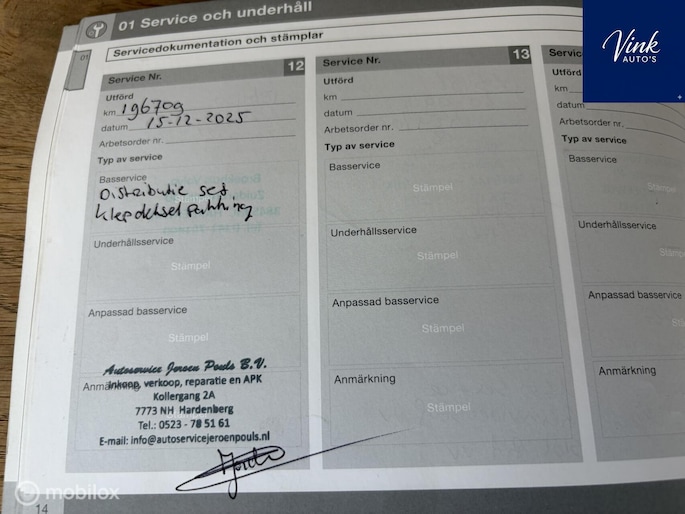 01 Service och underhåll
01
Servicedokumentation och stämplar
Service Nr. 12
Utförd
km 196709
datum 15-12-2025
Arbetsorder nr.
Typ av service
Basservice
Distributie set
Klepdeksel pakking
Underhållsservice
Stämpel
Anpassad basservice
Stämpel
Anmärkning
Autoservice Jeroen Pouls B.V.
Inkoop, verkoop, reparatie en APK
Kollergang 2A
7773 NH Hardenberg
Tel.: 0523 - 78 51 61
E-mail: info@autoservicejeroenpouls.nl
Service Nr. 13
Utförd
km
datum
Arbetsorder nr.
Typ av service
Basservice
Stämpel
Underhållsservice
Stämpel
Anpassad basservice
Stämpel
Anmärkning
Stämpel
Utförd
km
datum
Arbetsorder nr.
Typ av service
Basservice
Underhållsservice
Anpassad basservice
Anmärkning
Vink
AUTO'S
14
mobilox